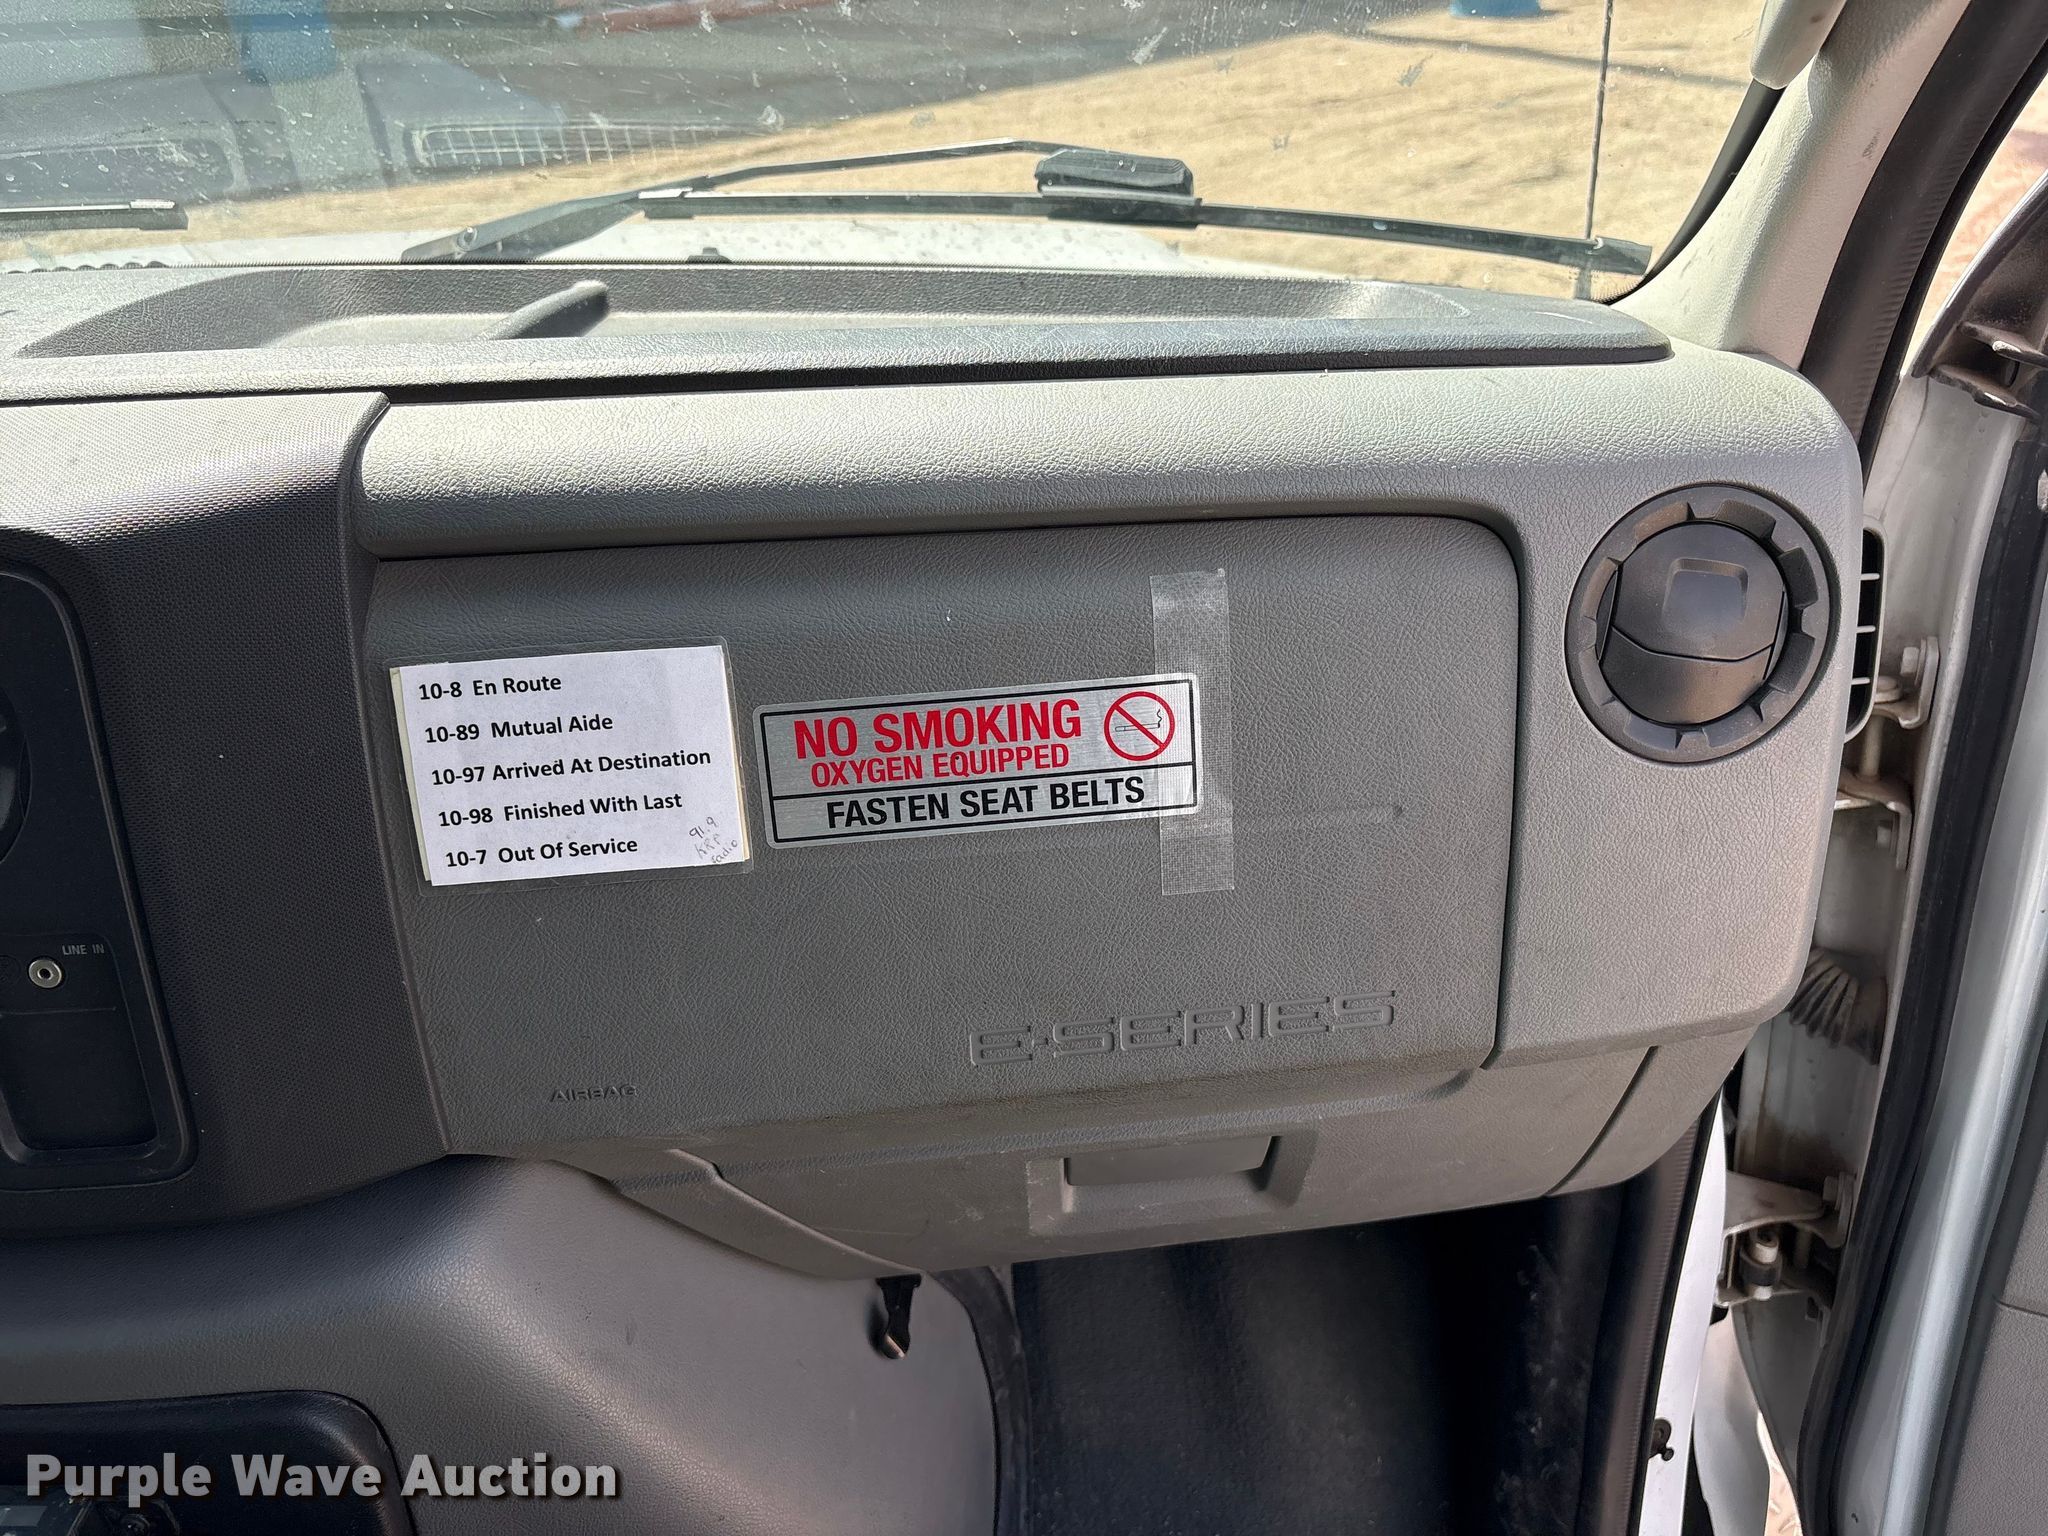 10-8 En Route
10-89 Mutual Aide
10-97 Arrived At Destination
10-98 Finished With Last
10-7 Out Of Service
91.9
KRP
radio
NO SMOKING
OXYGEN EQUIPPED
FASTEN SEAT BELTS
LINE IN
E-SERIES
AIRBAG
Purple Wave Auction